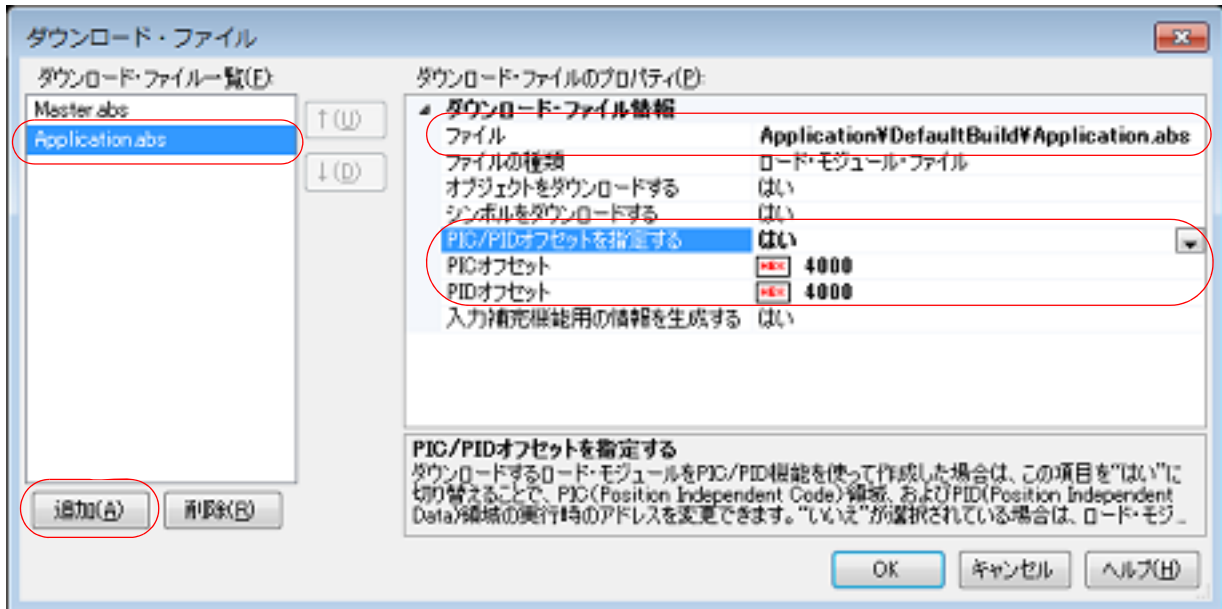 ダウンロード・ファイル
ダウンロード・ファイル一覧(F):
Master.abs
Application.abs
↑(U)
↓(D)
追加(A)
削除(R)
ダウンロード・ファイルのプロパティ(P):
ダウンロード・ファイル情報
ファイル Application¥DefaultBuild¥Application.abs
ファイルの種類 ロード・モジュール・ファイル
オブジェクトをダウンロードする はい
シンボルをダウンロードする はい
PIC/PIDオフセットを指定する はい
PICオフセット HEX 4000
PIDオフセット HEX 4000
入力補完機能用の情報を生成する はい
PIC/PIDオフセットを指定する
ダウンロードするロード・モジュールをPIC/PID機能を使って作成した場合は、この項目を"はい"に
切り替えることで、PIC(Position Independent Code)領域、およびPID(Position Independent
Data)領域の実行時のアドレスを変更できます。"いいえ"が選択されている場合は、ロード・モジ...
OK
キャンセル
ヘルプ(H)